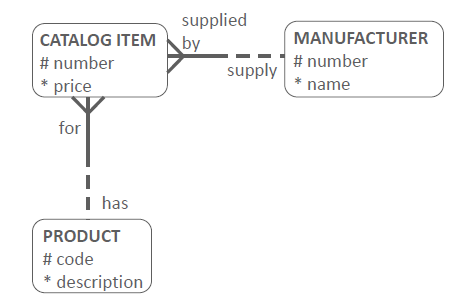 CATALOG ITEM
# number
* price
supplied
by
supply
MANUFACTURER
# number
* name
for
has
PRODUCT
# code
* description